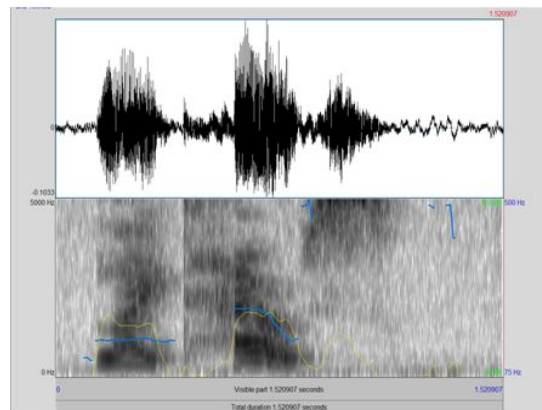 1.520907
0
-0.1033
5000 Hz
500 Hz
0 Hz
75 Hz
0
Visible part 1.520907 seconds
1.520907
Total duration 1.520907 seconds